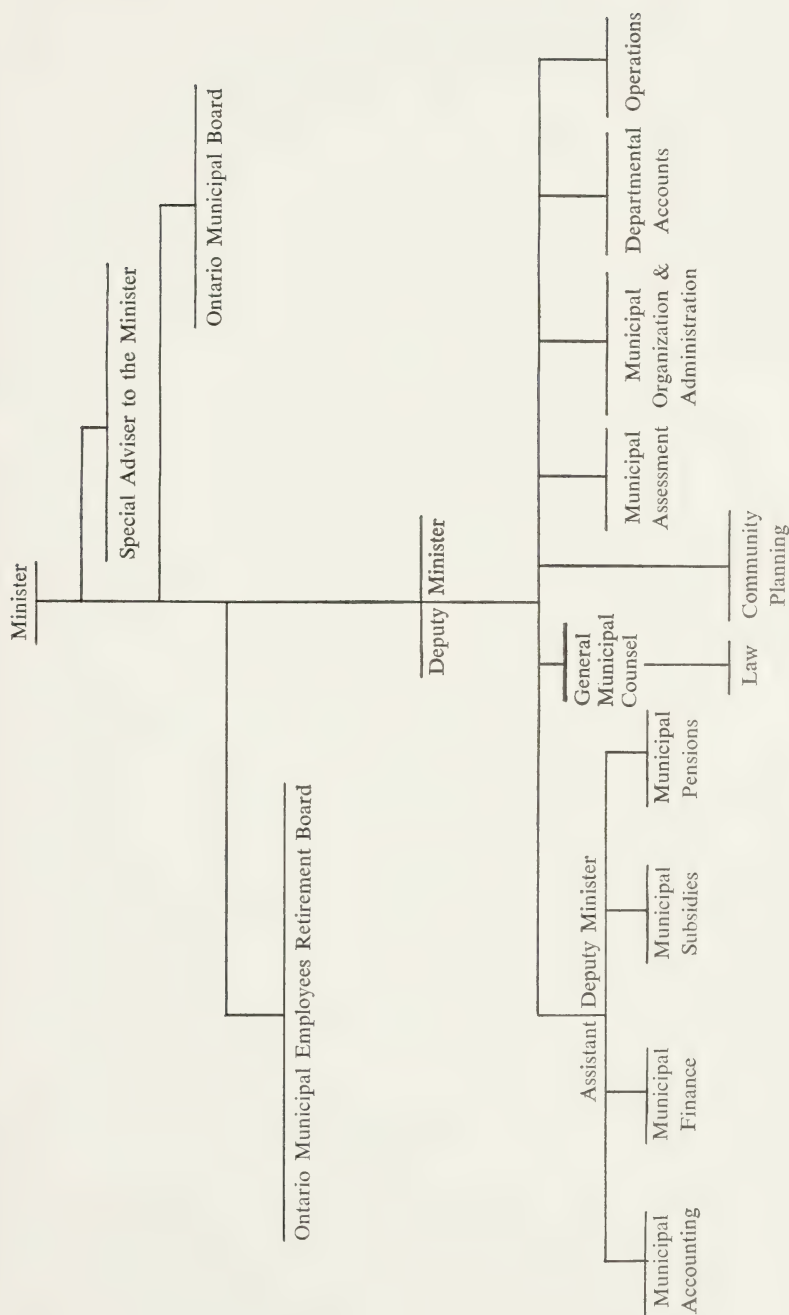 Minister
Special Adviser to the Minister
Ontario Municipal Board
Ontario Municipal Employees Retirement Board
Deputy Minister
Assistant Deputy Minister
General
Municipal
Counsel
Municipal
Accounting
Municipal
Finance
Municipal
Subsidies
Municipal
Pensions
Law
Community
Planning
Municipal
Assessment
Municipal
Organization &
Administration
Departmental
Accounts
Operations